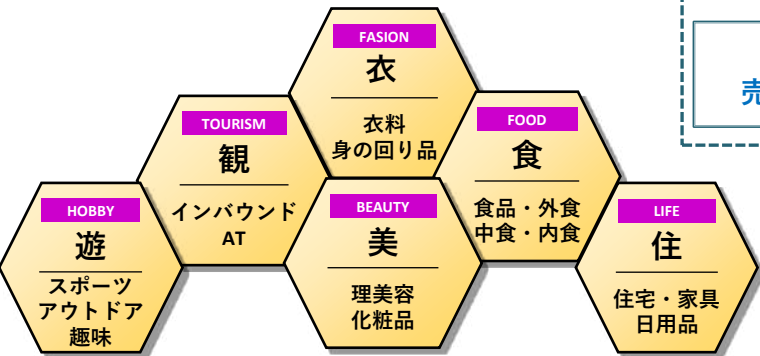 FASION
衣
衣料
身の回り品
TOURISM
観
インバウンド
AT
FOOD
食
食品・外食
中食・内食
HOBBY
遊
スポーツ
アウトドア
趣味
BEAUTY
美
理美容
化粧品
LIFE
住
住宅・家具
日用品
売